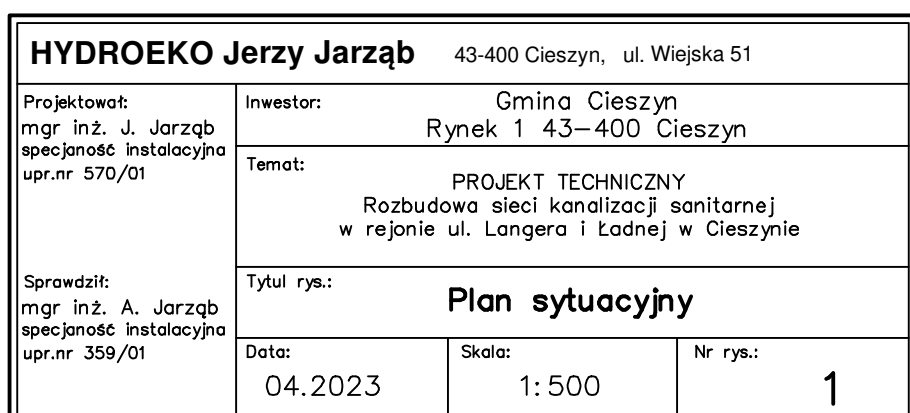 HYDROEKO Jerzy Jarząb 43-400 Cieszyn, ul. Wiejska 51
Projektował:
mgr inż. J. Jarząb
specjaność instalacyjna
upr.nr 570/01
Inwestor:
Gmina Cieszyn
Rynek 1 43-400 Cieszyn
Temat:
PROJEKT TECHNICZNY
Rozbudowa sieci kanalizacji sanitarnej
w rejonie ul. Langera i Ładnej w Cieszynie
Sprawdził:
mgr inż. A. Jarząb
specjaność instalacyjna
upr.nr 359/01
Tytul rys.:
Plan sytuacyjny
Data:
04.2023
Skala:
1:500
Nr rys.:
1